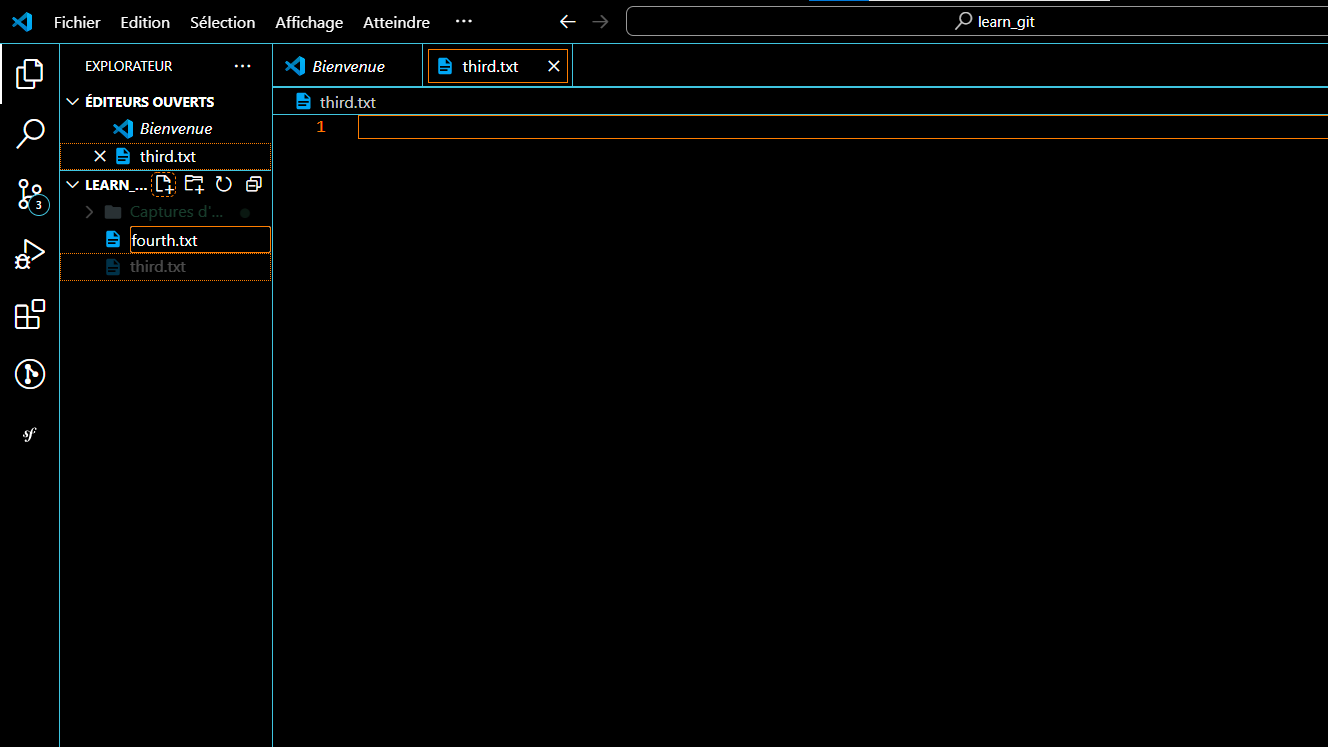 Fichier Edition Sélection Affichage Atteindre ··· learn_git
EXPLORATEUR ···
Bienvenue third.txt
ÉDITEURS OUVERTS
third.txt
Bienvenue
1
third.txt
LEARN_...
3
Captures d'...
fourth.txt
third.txt
sf